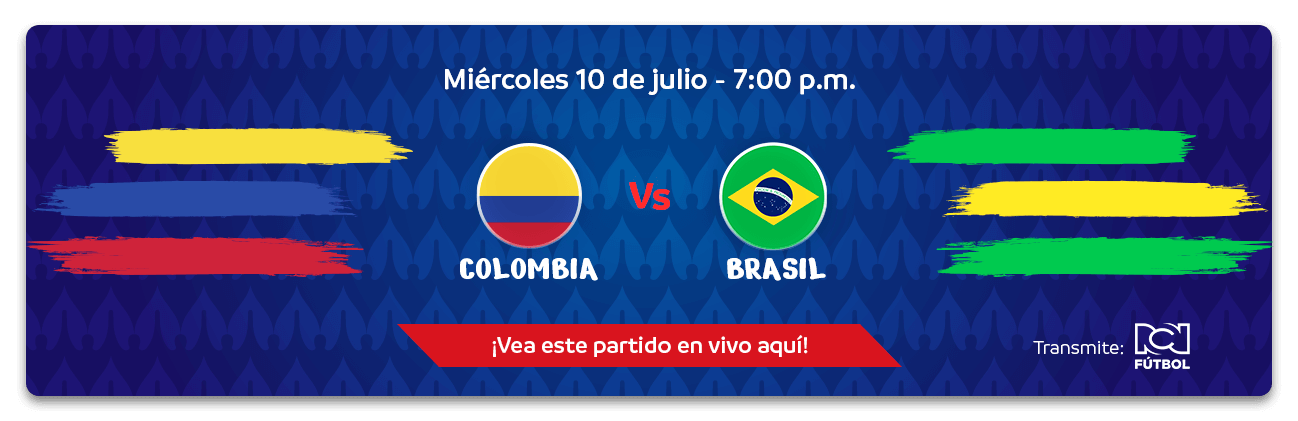 Miércoles 10 de julio - 7:00 p.m.
Vs
COLOMBIA BRASIL
¡Vea este partido en vivo aquí!
Transmite: RCN
FÚTBOL